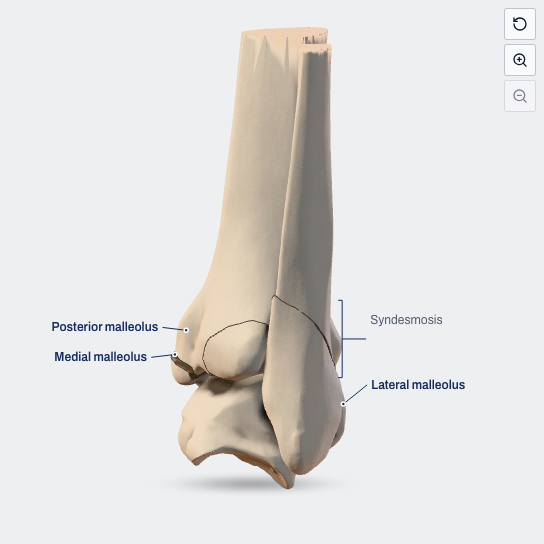 Syndesmosis
Posterior malleolus
Medial malleolus
Lateral malleolus